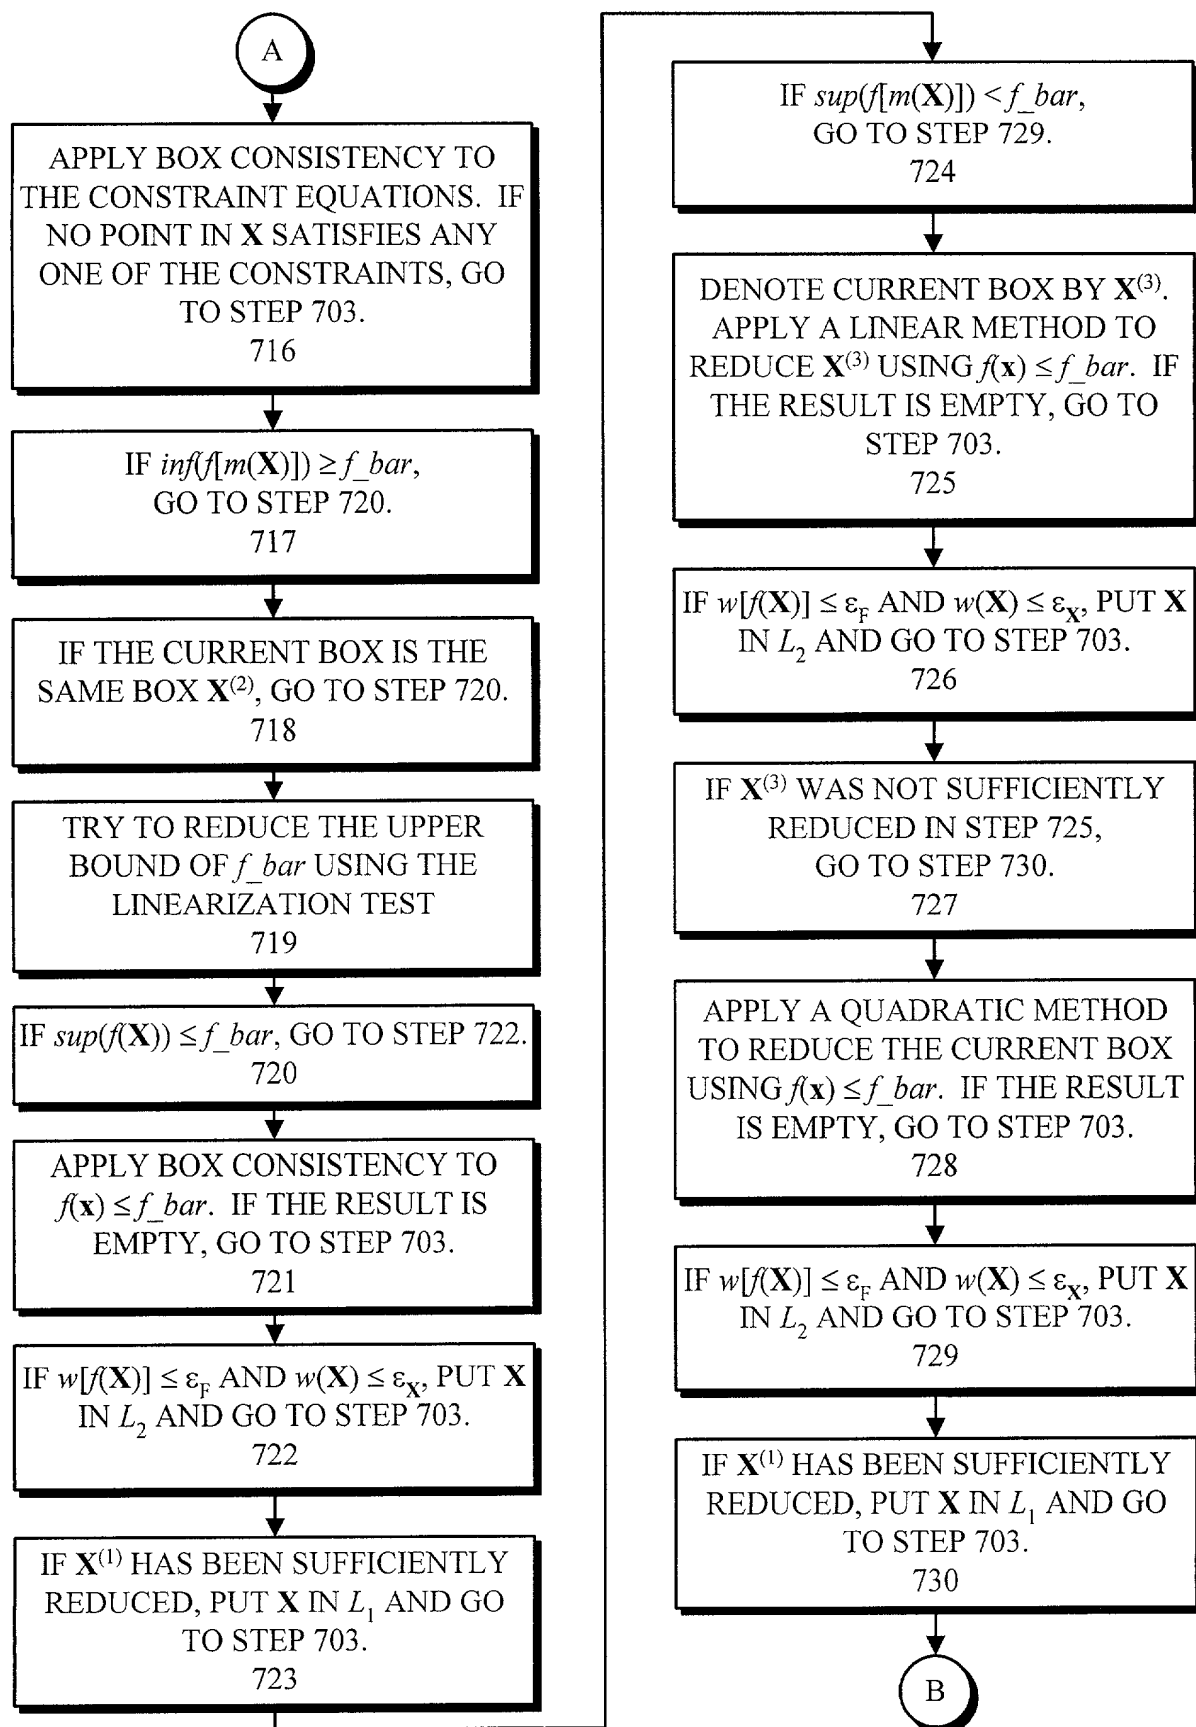 A
APPLY BOX CONSISTENCY TO
THE CONSTRAINT EQUATIONS. IF
NO POINT IN X SATISFIES ANY
ONE OF THE CONSTRAINTS, GO
TO STEP 703.
716
IF inf(f[m(X)]) ≥ f_bar,
GO TO STEP 720.
717
IF THE CURRENT BOX IS THE
SAME BOX X⁽²⁾, GO TO STEP 720.
718
TRY TO REDUCE THE UPPER
BOUND OF f_bar USING THE
LINEARIZATION TEST
719
IF sup(f(X)) ≤ f_bar, GO TO STEP 722.
720
APPLY BOX CONSISTENCY TO
f(x) ≤ f_bar. IF THE RESULT IS
EMPTY, GO TO STEP 703.
721
IF w[f(X)] ≤ ε_F AND w(X) ≤ ε_X, PUT X
IN L₂ AND GO TO STEP 703.
722
IF X⁽¹⁾ HAS BEEN SUFFICIENTLY
REDUCED, PUT X IN L₁ AND GO
TO STEP 703.
723
IF sup(f[m(X)]) < f_bar,
GO TO STEP 729.
724
DENOTE CURRENT BOX BY X⁽³⁾.
APPLY A LINEAR METHOD TO
REDUCE X⁽³⁾ USING f(x) ≤ f_bar. IF
THE RESULT IS EMPTY, GO TO
STEP 703.
725
IF w[f(X)] ≤ ε_F AND w(X) ≤ ε_X, PUT X
IN L₂ AND GO TO STEP 703.
726
IF X⁽³⁾ WAS NOT SUFFICIENTLY
REDUCED IN STEP 725,
GO TO STEP 730.
727
APPLY A QUADRATIC METHOD
TO REDUCE THE CURRENT BOX
USING f(x) ≤ f_bar. IF THE RESULT
IS EMPTY, GO TO STEP 703.
728
IF w[f(X)] ≤ ε_F AND w(X) ≤ ε_X, PUT X
IN L₂ AND GO TO STEP 703.
729
IF X⁽¹⁾ HAS BEEN SUFFICIENTLY
REDUCED, PUT X IN L₁ AND GO
TO STEP 703.
730
B